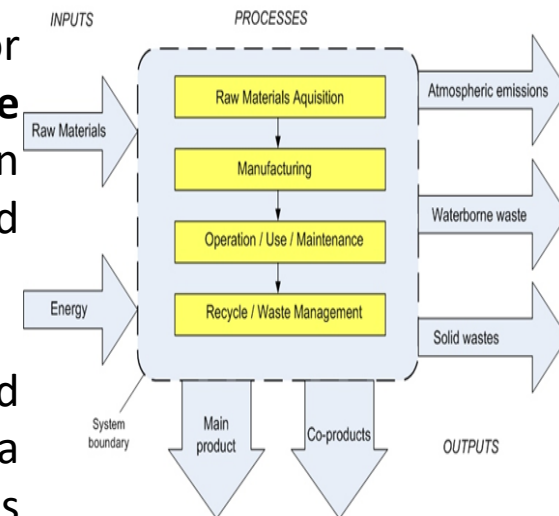 INPUTS
PROCESSES
or
e
n
d
d
a
s
Raw Materials
Energy
Raw Materials Aquisition
Manufacturing
Operation / Use / Maintenance
Recycle / Waste Management
Atmospheric emissions
Waterborne waste
Solid wastes
System
boundary
Main
product
Co-products
OUTPUTS